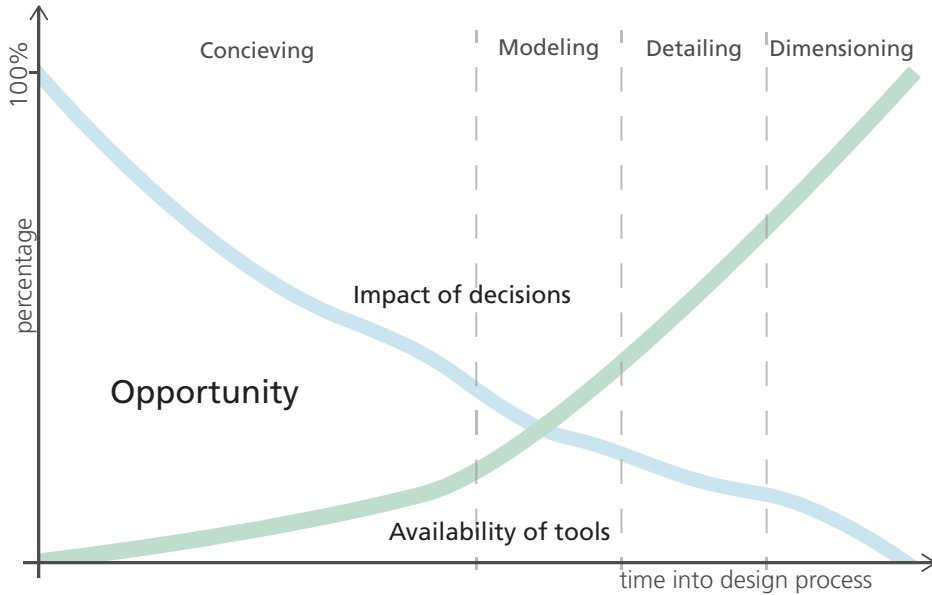 Concieving
Modeling
Detailing
Dimensioning
100%
percentage
Impact of decisions
Opportunity
Availability of tools
time into design process